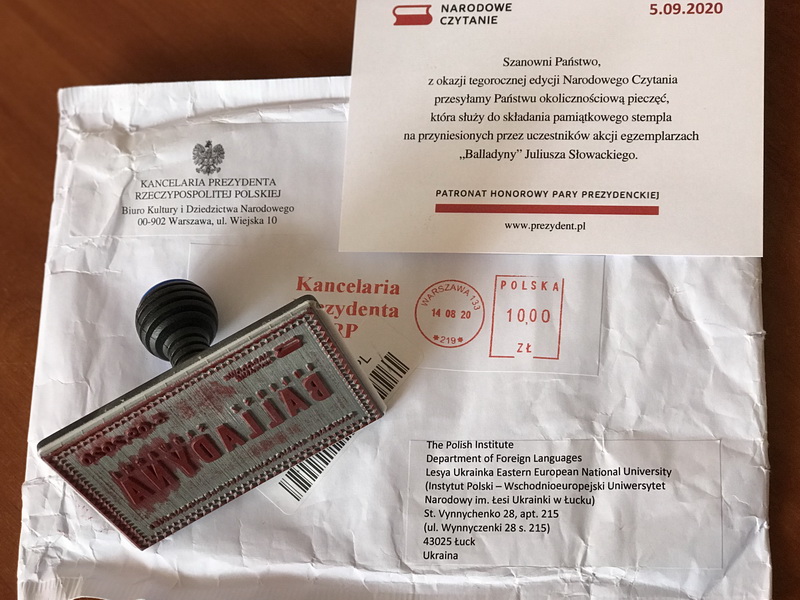 NARODOWE
CZYTANIE
5.09.2020
Szanowni Państwo,
z okazji tegorocznej edycji Narodowego Czytania
przesyłamy Państwu okolicznościową pieczęć,
która służy do składania pamiątkowego stempla
na przyniesionych przez uczestników akcji egzemplarzach
„Balladyny” Juliusza Słowackiego.
PATRONAT HONOROWY PARY PREZYDENCKIEJ
www.prezydent.pl
KANCELARIA PREZYDENTA
RZECZYPOSPOLITEJ POLSKIEJ
Biuro Kultury i Dziedzictwa Narodowego
00-902 Warszawa, ul. Wiejska 10
Kancelaria
zydenta
RP
WARSZAWA 133
14 08 20
*219*
POLSKA
10,00
ZŁ
BALLADYNA
The Polish Institute
Department of Foreign Languages
Lesya Ukrainka Eastern European National University
(Instytut Polski – Wschodnioeuropejski Uniwersytet
Narodowy im. Łesi Ukrainki w Łucku)
St. Vynnychenko 28, apt. 215
(ul. Wynnyczenki 28 s. 215)
43025 Łuck
Ukraina